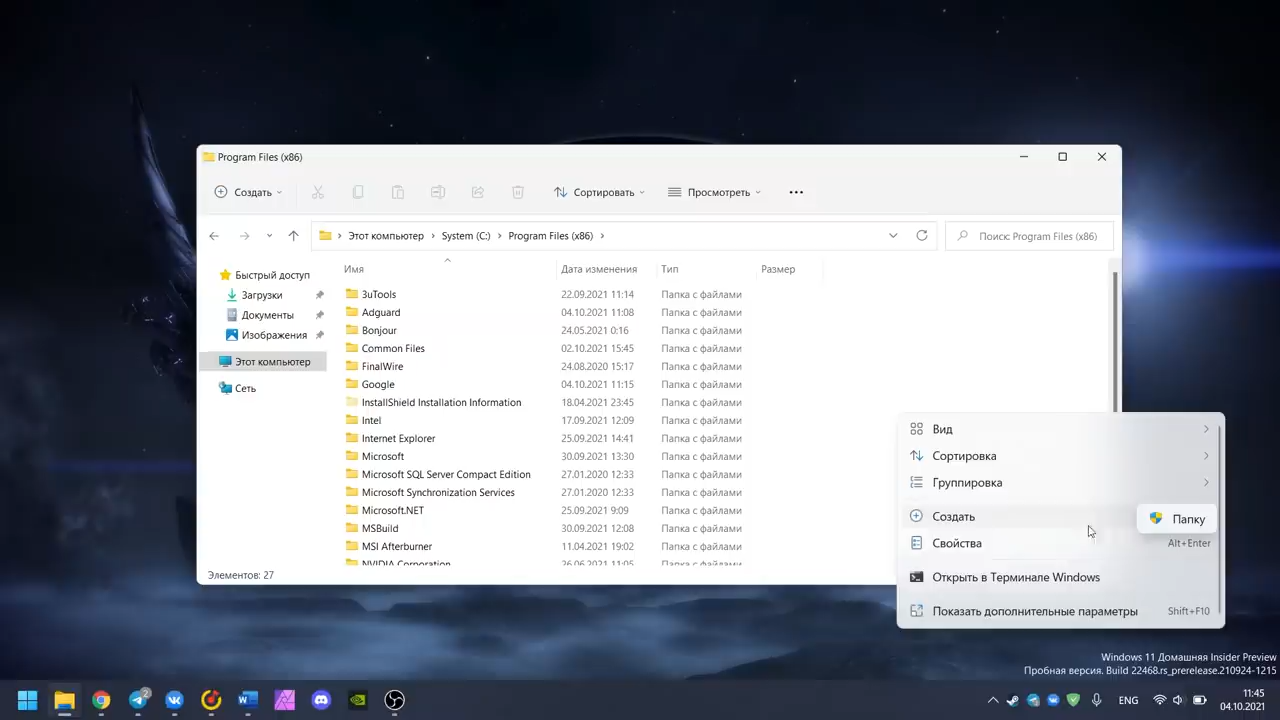 Program Files (x86)
Создать
Сортировать
Просмотреть
Этот компьютер
System (C:)
Program Files (x86)
Поиск: Program Files (x86)
Имя
Дата изменения
Тип
Размер
Быстрый доступ
Загрузки
Документы
Изображения
Этот компьютер
Сеть
3uTools 22.09.2021 11:14 Папка с файлами
Adguard 04.10.2021 11:08 Папка с файлами
Bonjour 24.05.2021 0:16 Папка с файлами
Common Files 02.10.2021 15:45 Папка с файлами
FinalWire 24.08.2020 15:17 Папка с файлами
Google 04.10.2021 11:15 Папка с файлами
InstallShield Installation Information 18.04.2021 23:45 Папка с файлами
Intel 17.09.2021 12:09 Папка с файлами
Internet Explorer 25.09.2021 14:41 Папка с файлами
Microsoft 30.09.2021 13:30 Папка с файлами
Microsoft SQL Server Compact Edition 27.01.2020 12:33 Папка с файлами
Microsoft Synchronization Services 27.01.2020 12:33 Папка с файлами
Microsoft.NET 25.09.2021 9:09 Папка с файлами
MSBuild 30.09.2021 12:08 Папка с файлами
MSI Afterburner 11.04.2021 19:02 Папка с файлами
NVIDIA Corporation 26.06.2021 11:05 Папка с файлами
Элементов: 27
Вид
Сортировка
Группировка
Создать
Папку
Свойства Alt+Enter
Открыть в Терминале Windows
Показать дополнительные параметры Shift+F10
Windows 11 Домашняя Insider Preview
Пробная версия. Build 22468.rs_prerelease.210924-1215
2
ENG
11:45
04.10.2021